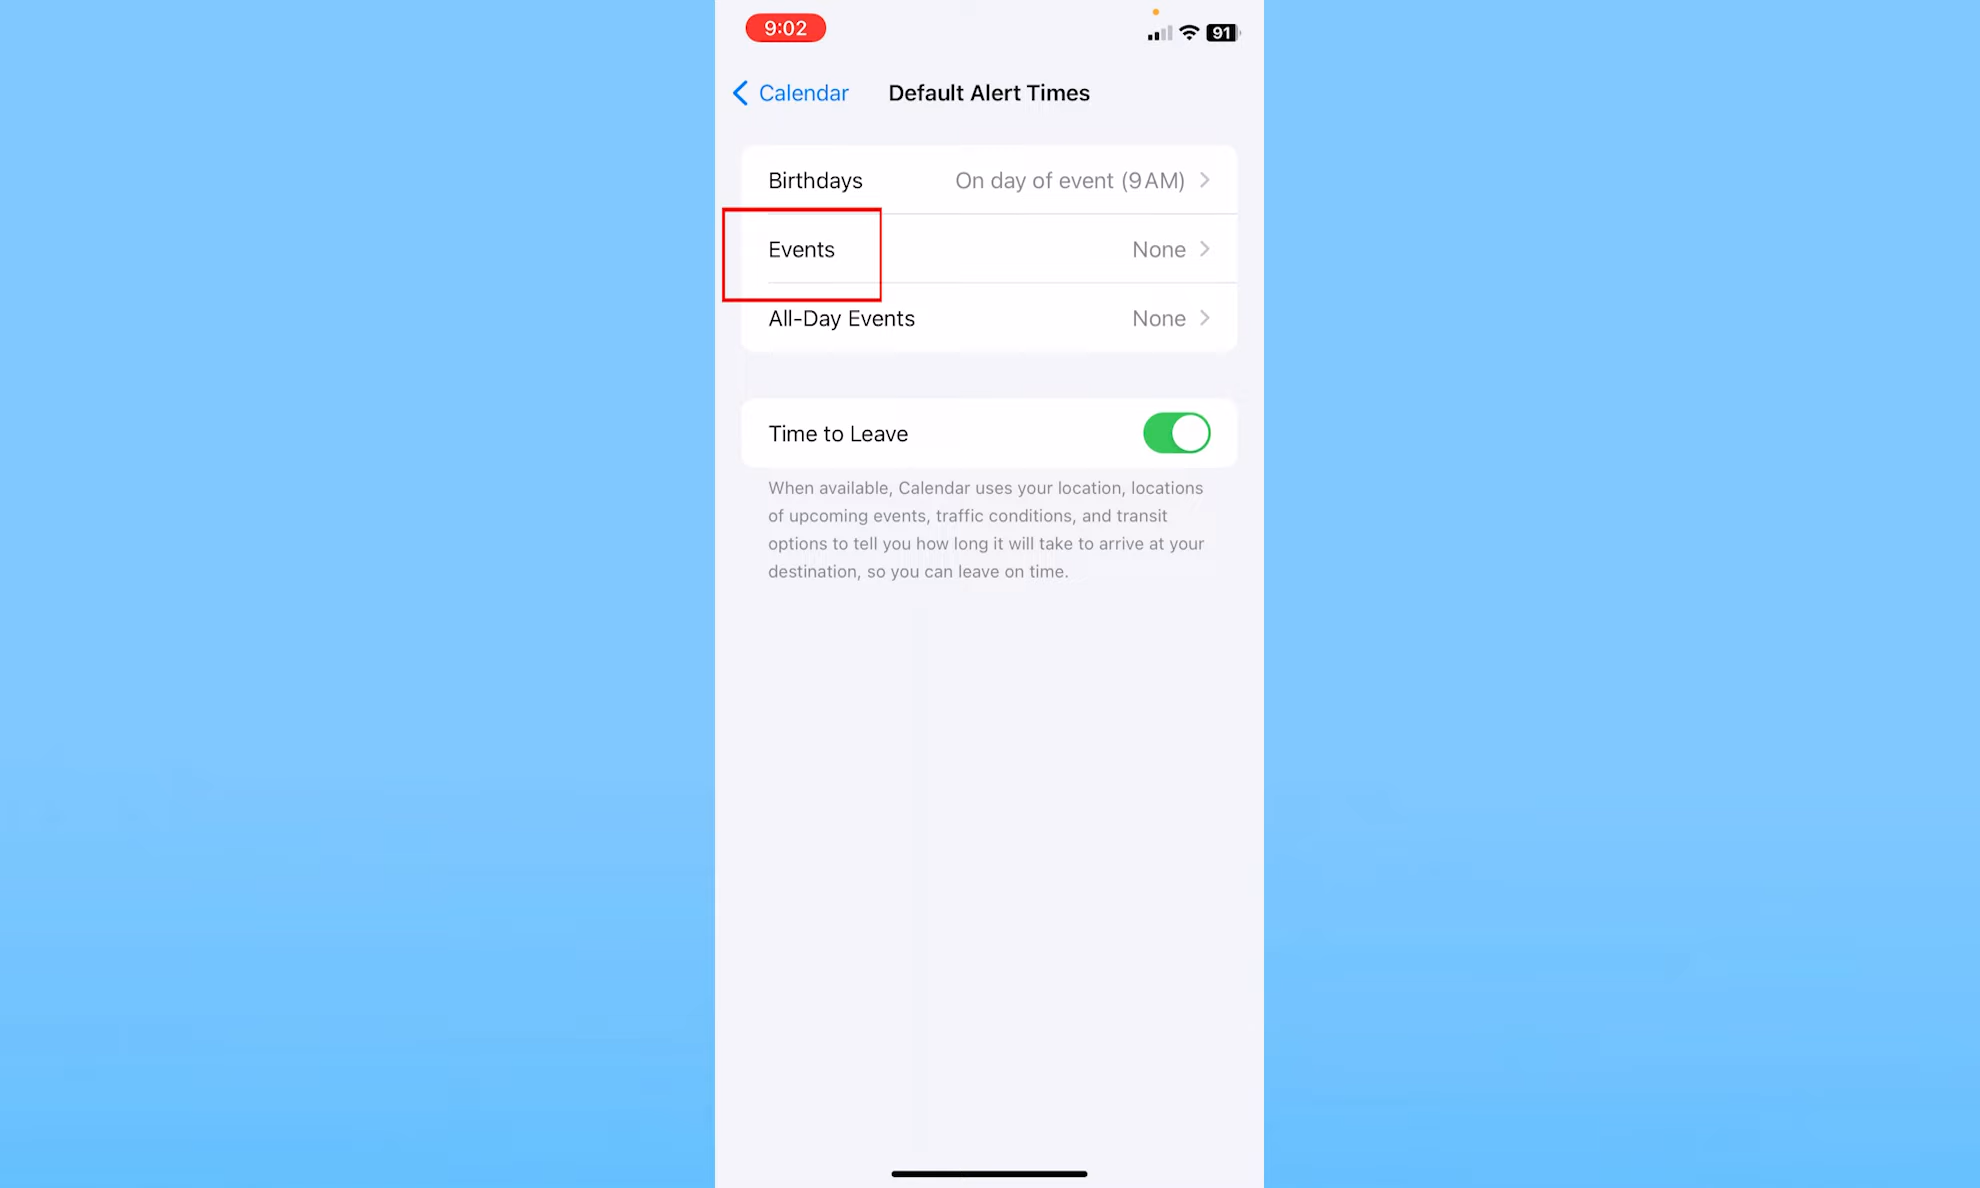 9:02
91
Calendar
Default Alert Times
Birthdays On day of event (9 AM)
Events None
All-Day Events None
Time to Leave
When available, Calendar uses your location, locations
of upcoming events, traffic conditions, and transit
options to tell you how long it will take to arrive at your
destination, so you can leave on time.